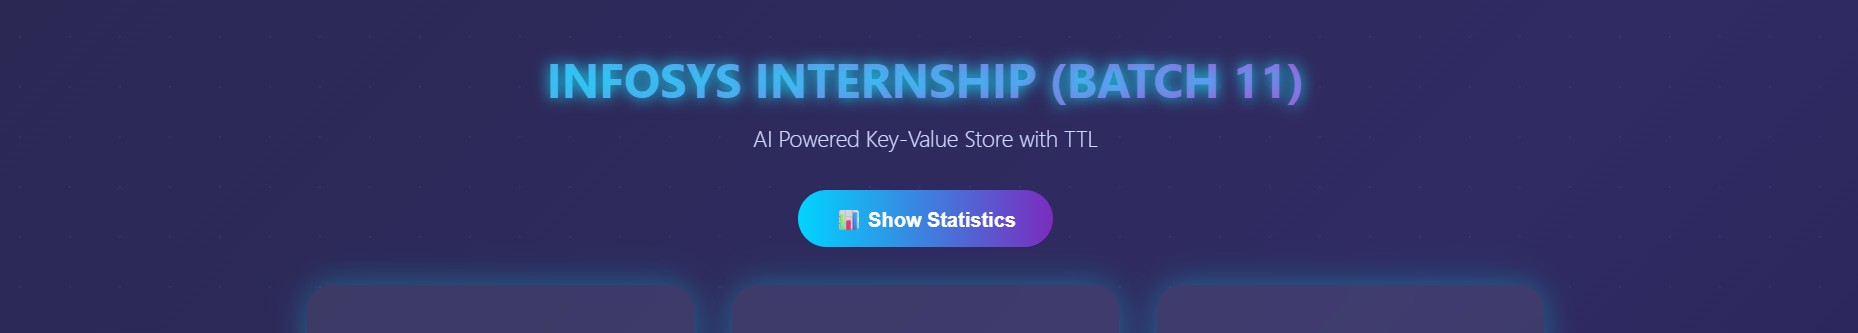 INFOSYS INTERNSHIP (BATCH 11)
AI Powered Key-Value Store with TTL
📊 Show Statistics